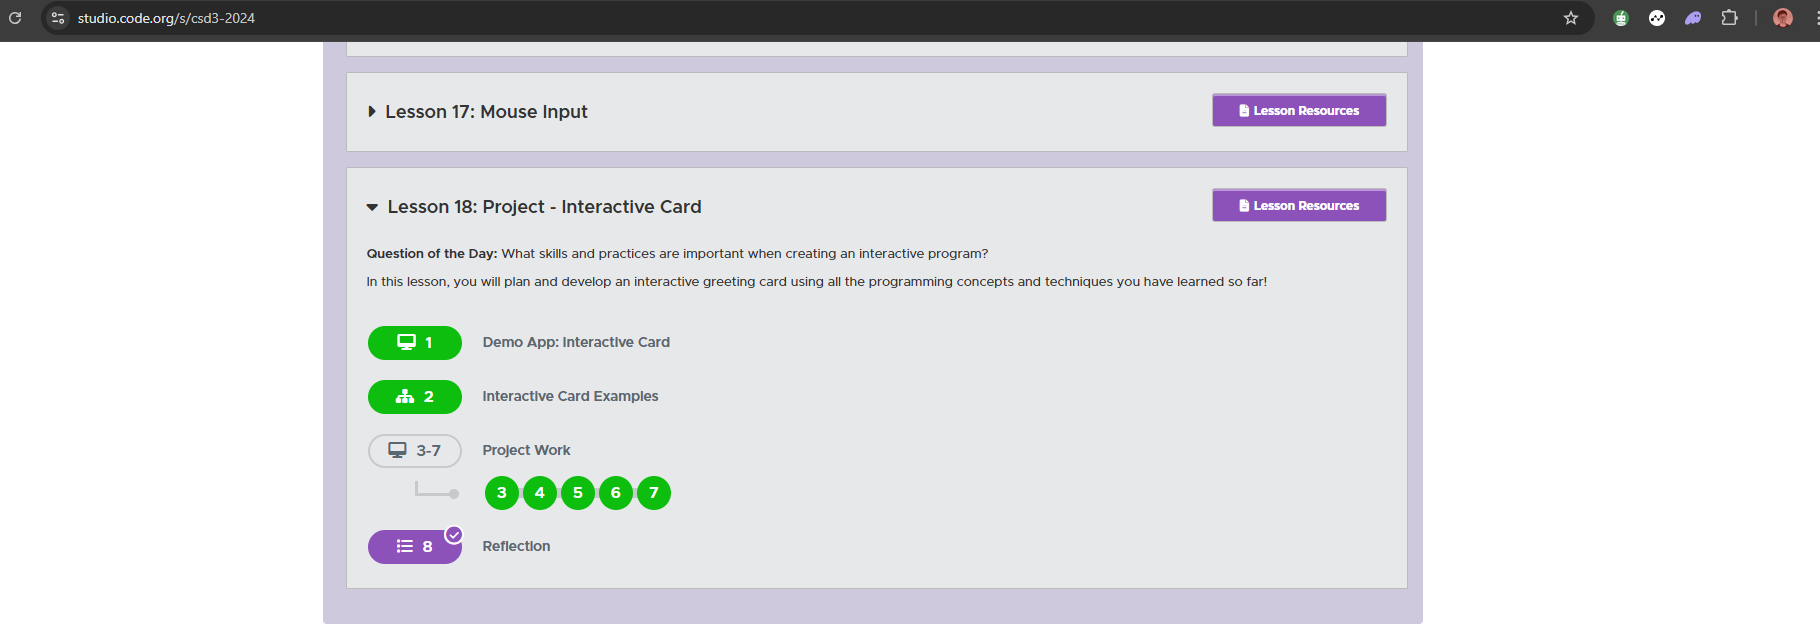 studio.code.org/s/csd3-2024
Lesson 17: Mouse Input
Lesson Resources
Lesson 18: Project - Interactive Card
Lesson Resources
Question of the Day: What skills and practices are important when creating an interactive program?
In this lesson, you will plan and develop an interactive greeting card using all the programming concepts and techniques you have learned so far!
1 Demo App: Interactive Card
2 Interactive Card Examples
3-7 Project Work
3 4 5 6 7
8 Reflection